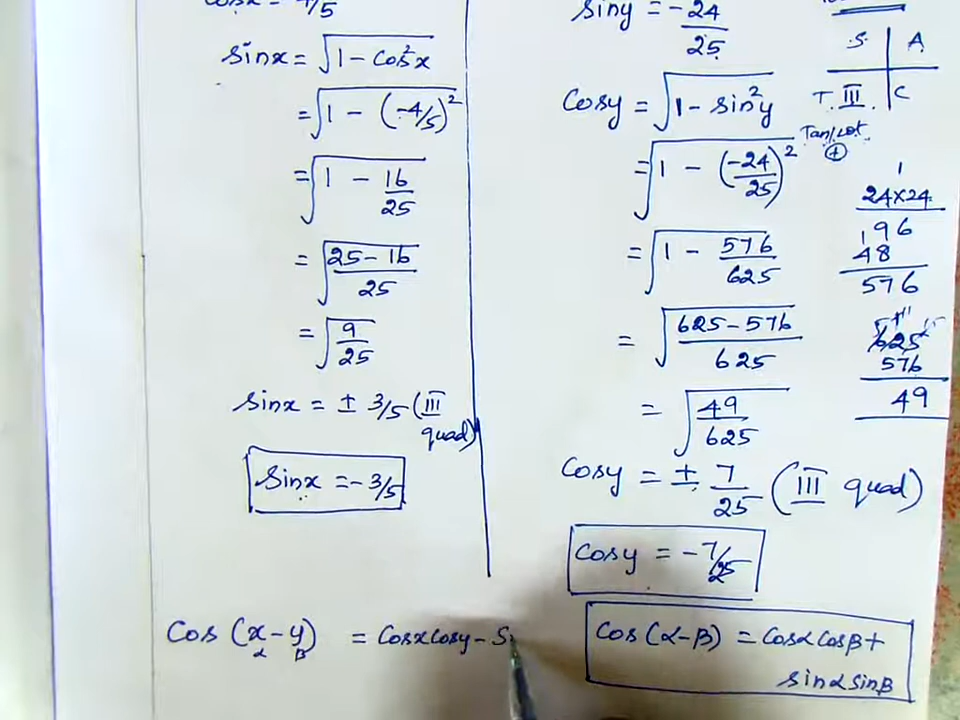 cosx = -4/5
sinx = √1 - cos²x
= √1 - (-4/5)²
= √1 - 16/25
= √25 - 16/25
= √9/25
sinx = ± 3/5 (III quad)
sinx = - 3/5
siny = - 24/25
cosy = √1 - sin²y
= √1 - (-24/25)²
= √1 - 576/625
= √625 - 576/625
= √49/625
cosy = ± 7/25 (III quad)
cosy = - 7/25
S A
T. III. C
Tan/cot
+
1
24×24
196
48
576
625
576
49
cos (x - y) = cosx cosy - S
α β
cos (α - β) = cosα cosβ +
sinα sinβ